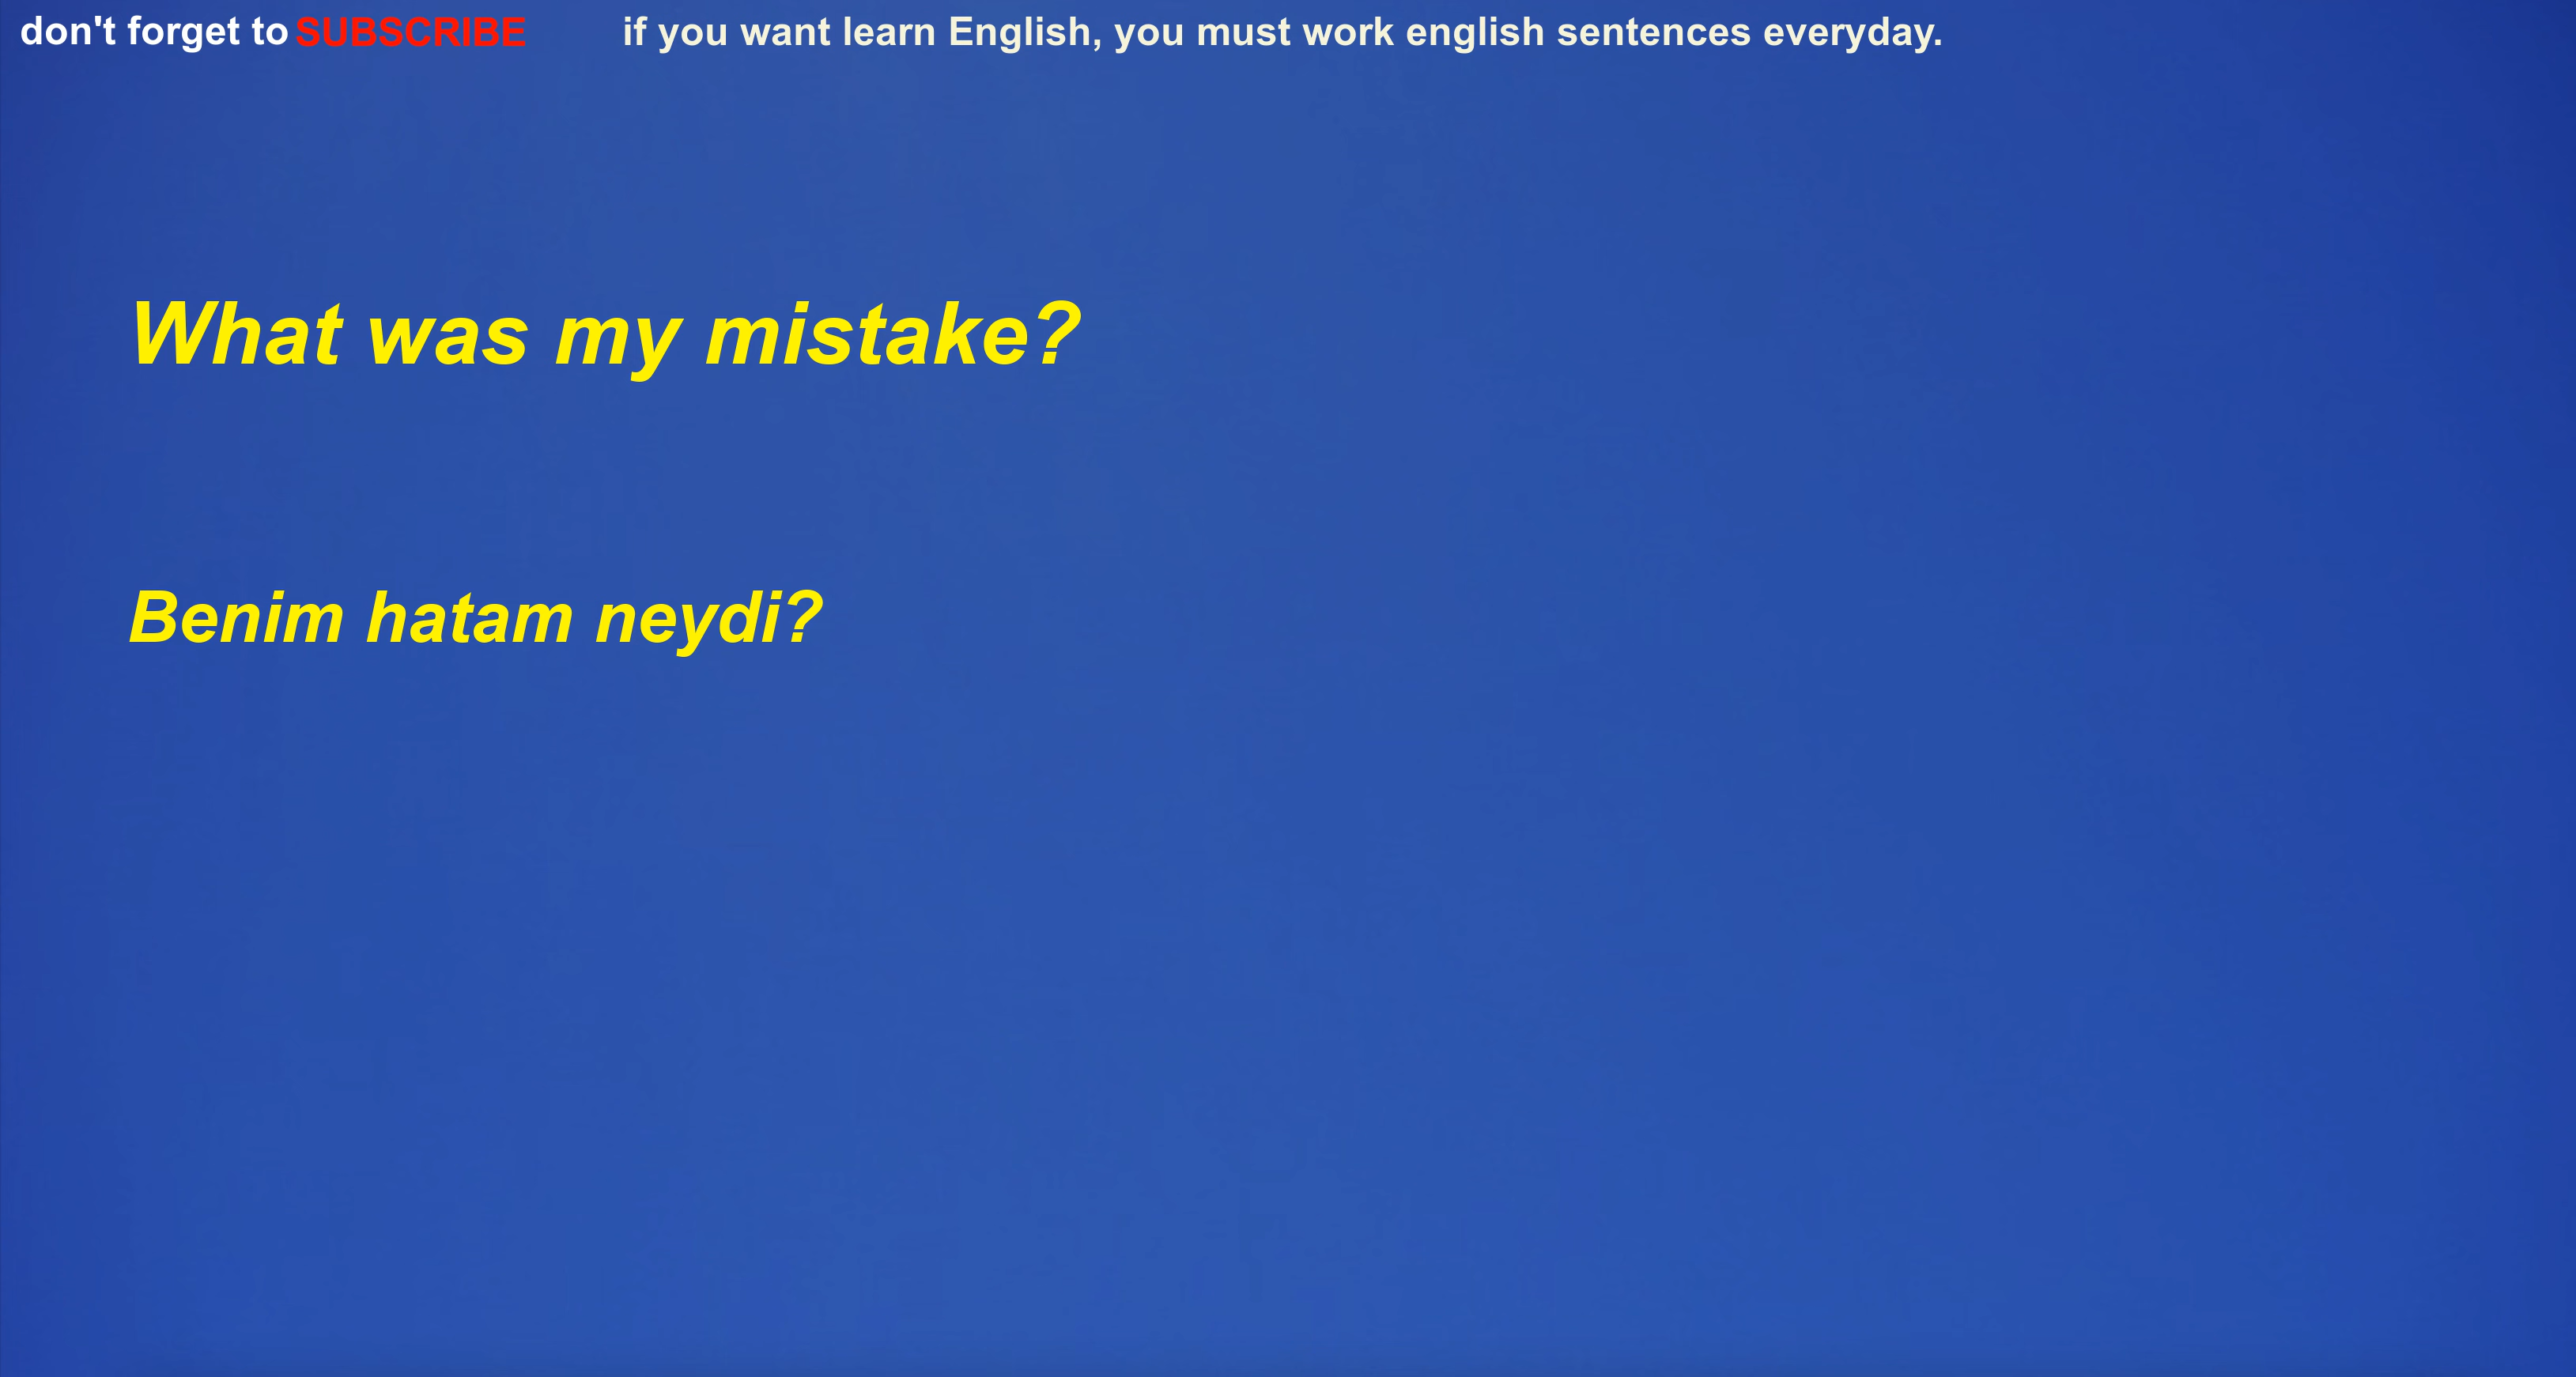 don't forget to SUBSCRIBE if you want learn English, you must work english sentences everyday.
What was my mistake?
Benim hatam neydi?